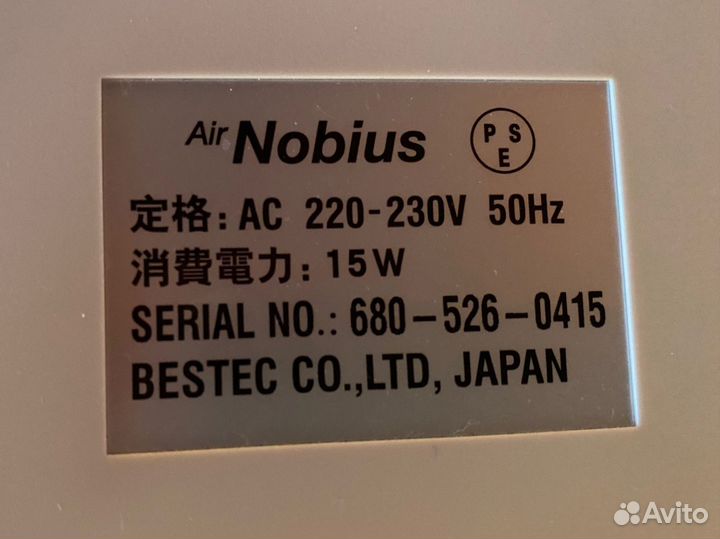 Air Nobius PSE
定格: AC 220-230V 50Hz
消費電力: 15W
SERIAL NO.: 680-526-0415
BESTEC CO.,LTD, JAPAN
Avito